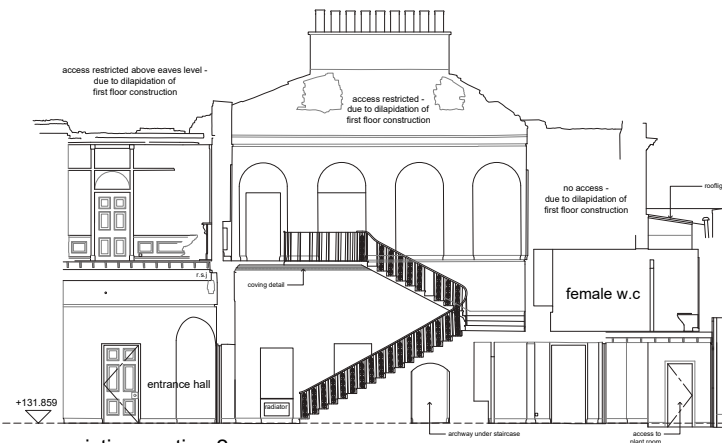 access restricted above eaves level -
due to dilapidation of
first floor construction
access restricted -
due to dilapidation of
first floor construction
no access -
due to dilapidation of
first floor construction
r.s.j
coving detail
female w.c
entrance hall
radiator
+131.859
archway under staircase
access to
plant room